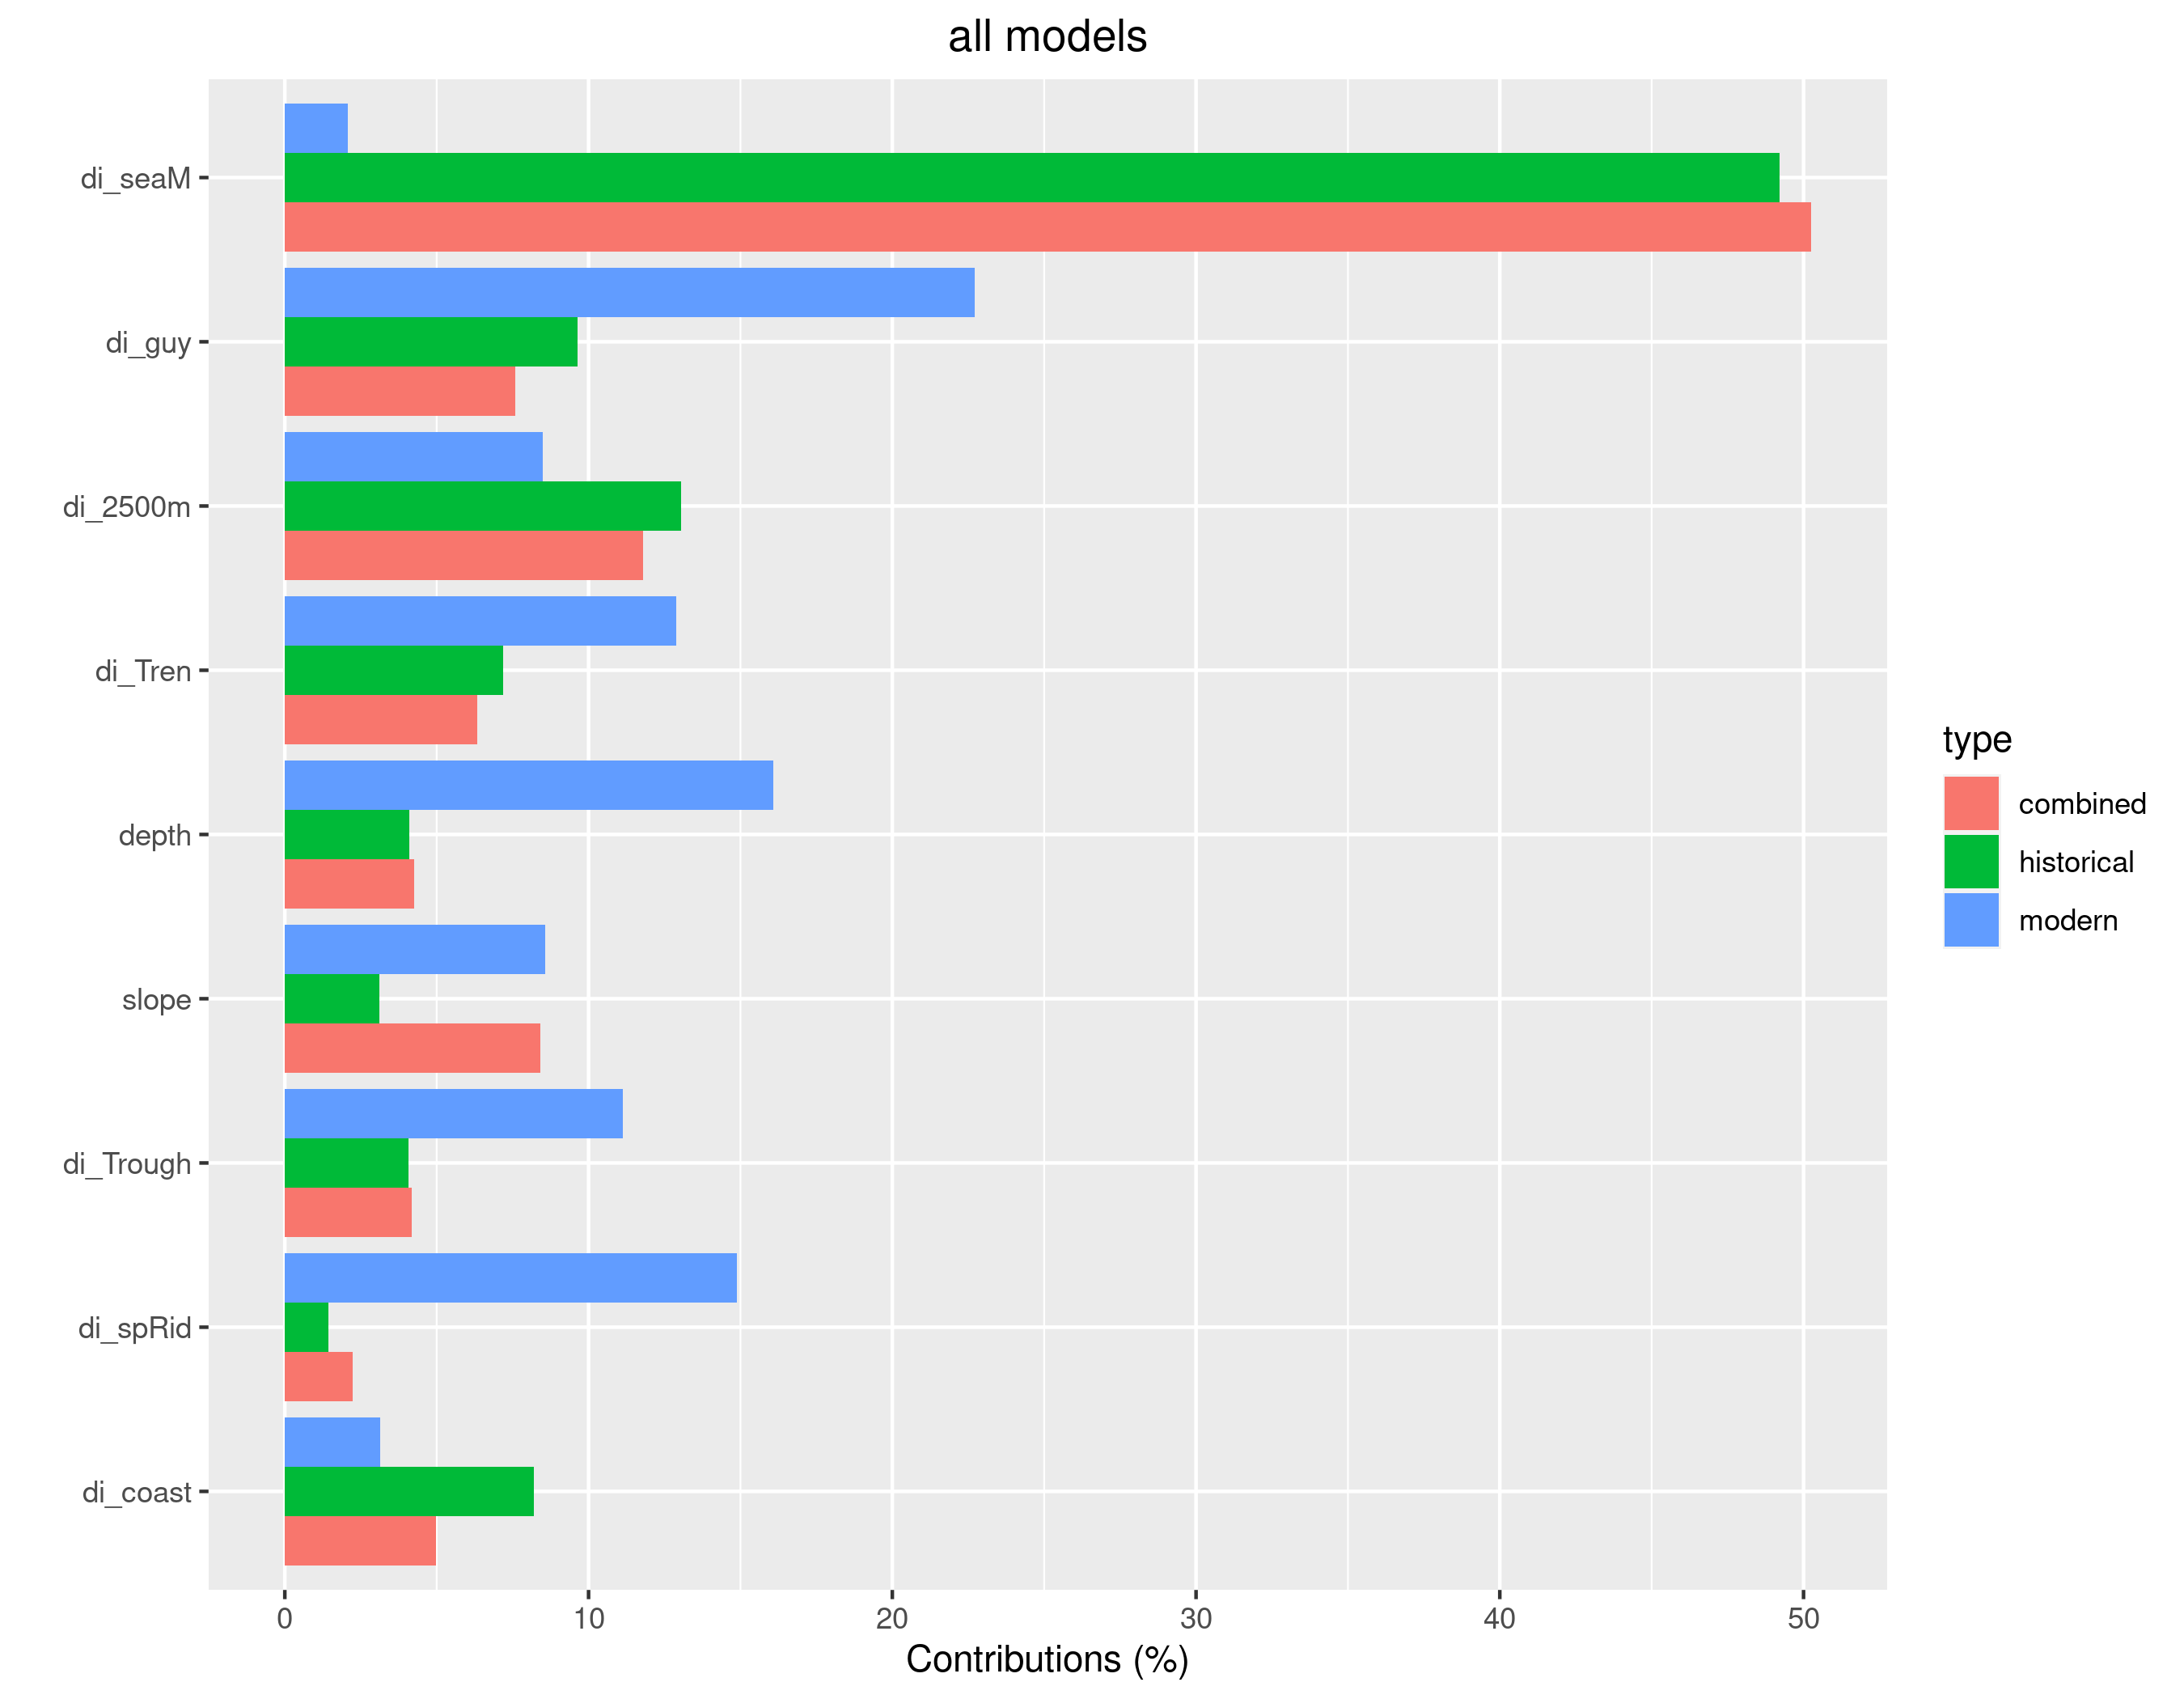 all models
di_seaM
di_guy
di_2500m
di_Tren
depth
slope
di_Trough
di_spRid
di_coast
0 10 20 30 40 50
Contributions (%)
type
combined
historical
modern